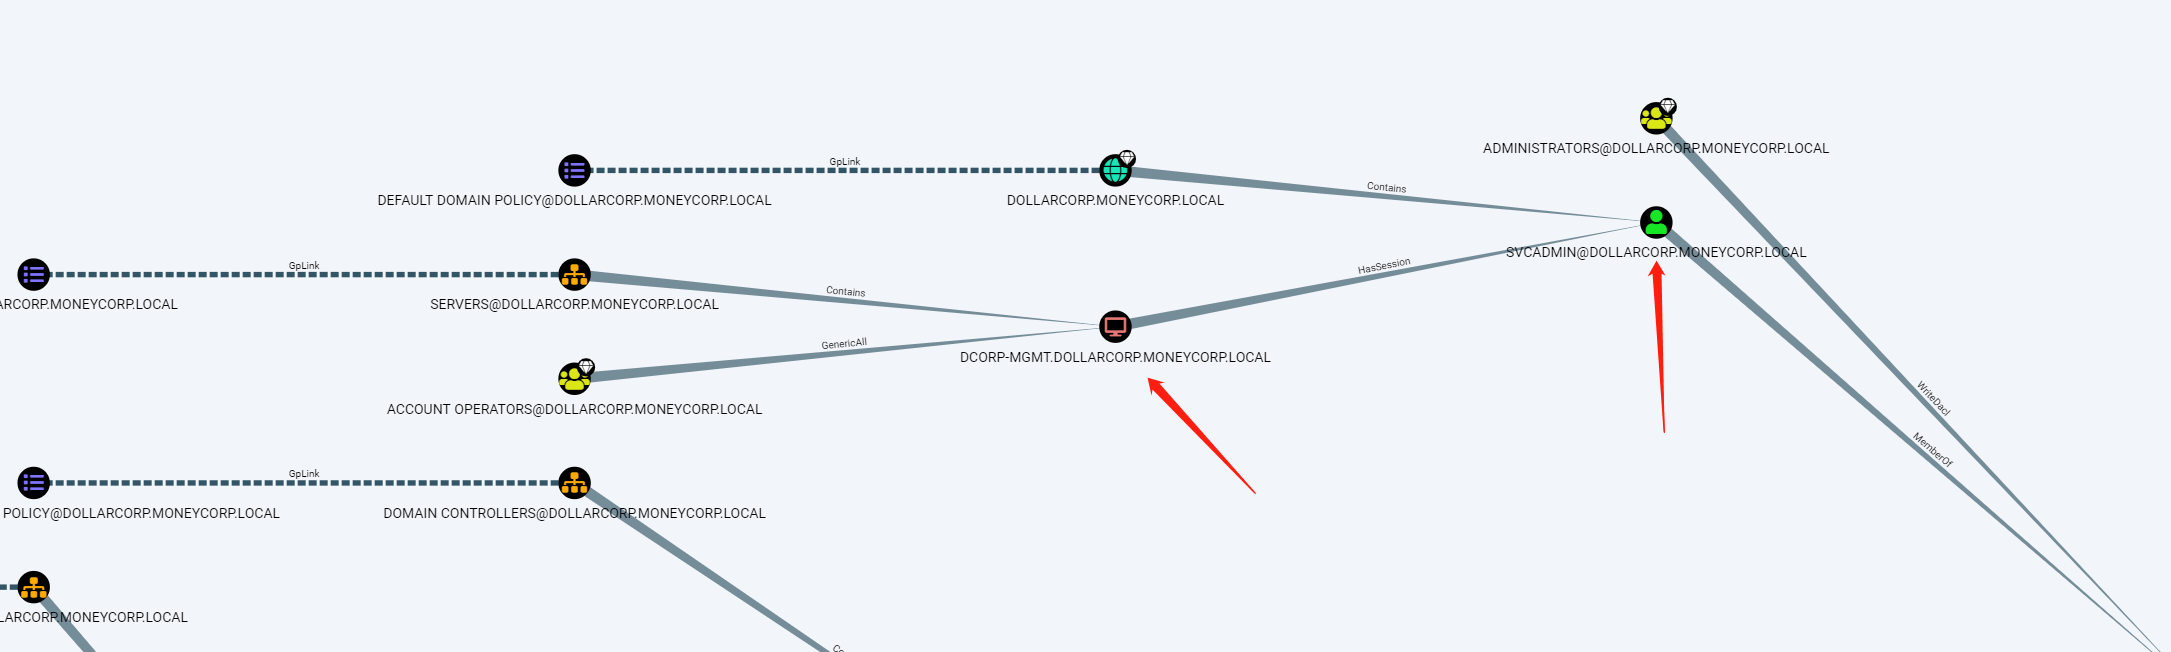 ADMINISTRATORS@DOLLARCORP.MONEYCORP.LOCAL
GpLink
DEFAULT DOMAIN POLICY@DOLLARCORP.MONEYCORP.LOCAL
DOLLARCORP.MONEYCORP.LOCAL
Contains
SVCADMIN@DOLLARCORP.MONEYCORP.LOCAL
GpLink
ARCORP.MONEYCORP.LOCAL
SERVERS@DOLLARCORP.MONEYCORP.LOCAL
Contains
HasSession
GenericAll
DCORP-MGMT.DOLLARCORP.MONEYCORP.LOCAL
ACCOUNT OPERATORS@DOLLARCORP.MONEYCORP.LOCAL
WriteDacl
MemberOf
GpLink
POLICY@DOLLARCORP.MONEYCORP.LOCAL
DOMAIN CONTROLLERS@DOLLARCORP.MONEYCORP.LOCAL
LARCORP.MONEYCORP.LOCAL